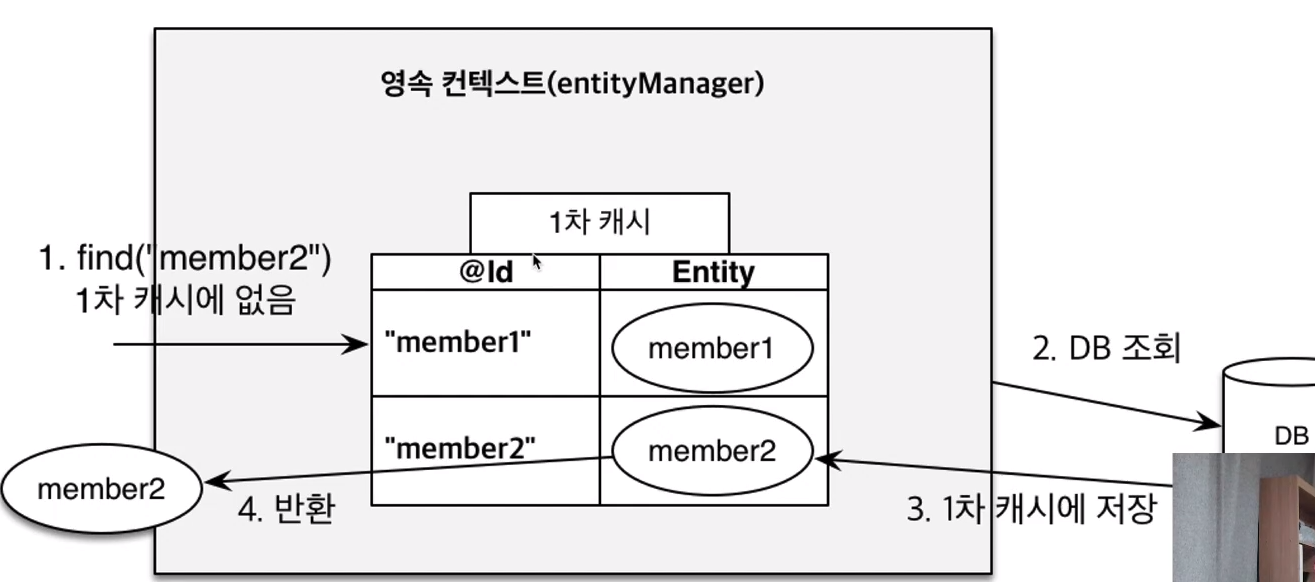 영속 컨텍스트(entityManager)
1차 캐시
1. find("member2")
1차 캐시에 없음
@Id
Entity
"member1"
member1
2. DB 조회
DB
"member2"
member2
member2
4. 반환
3. 1차 캐시에 저장